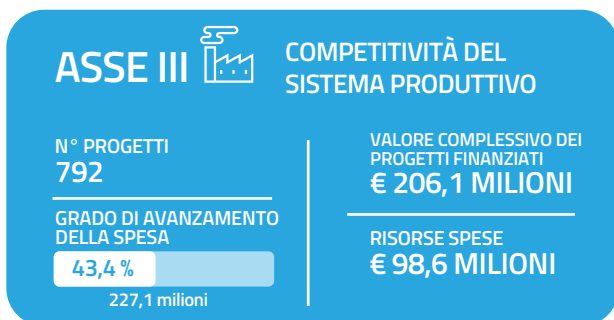 ASSE III
COMPETITIVITÀ DEL
SISTEMA PRODUTTIVO
N° PROGETTI
792
GRADO DI AVANZAMENTO
DELLA SPESA
43,4 %
227,1 milioni
VALORE COMPLESSIVO DEI
PROGETTI FINANZIATI
€ 206,1 MILIONI
RISORSE SPESE
€ 98,6 MILIONI